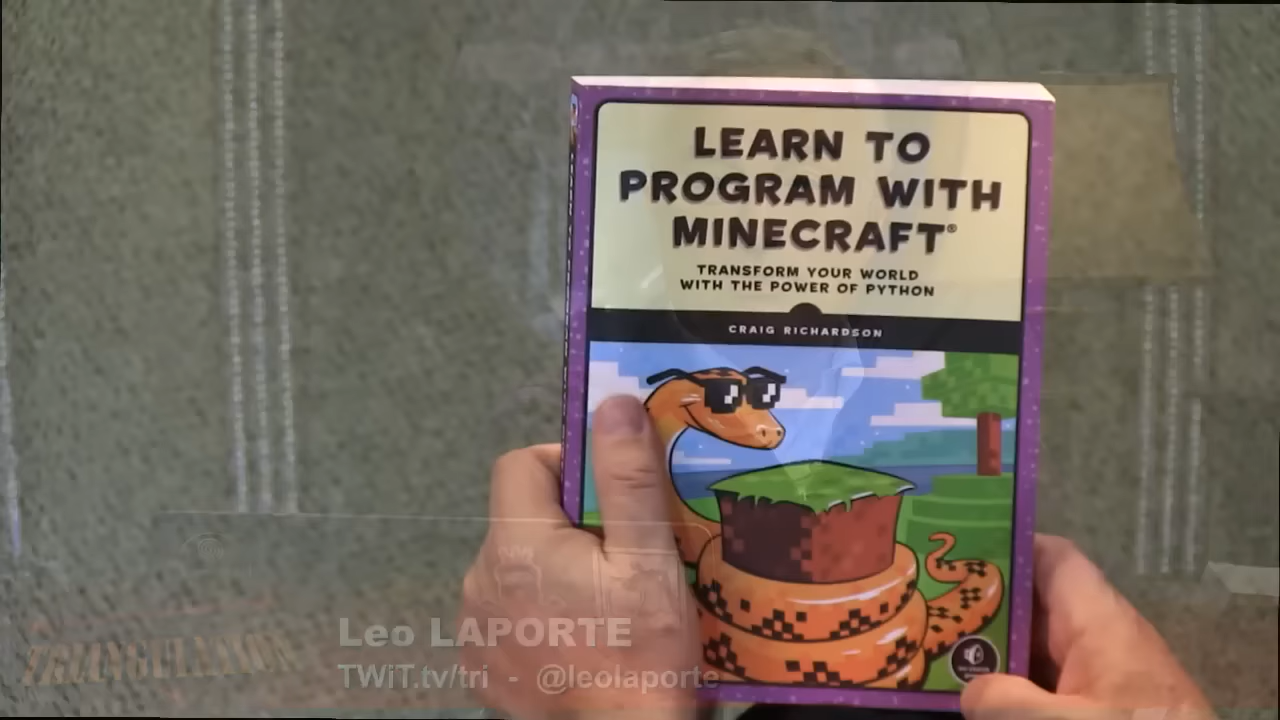 LEARN TO
PROGRAM WITH
MINECRAFT®
TRANSFORM YOUR WORLD
WITH THE POWER OF PYTHON
CRAIG RICHARDSON
Leo LAPORTE
TWiT.tv/tri - @leolaporte
TRIANGULATION